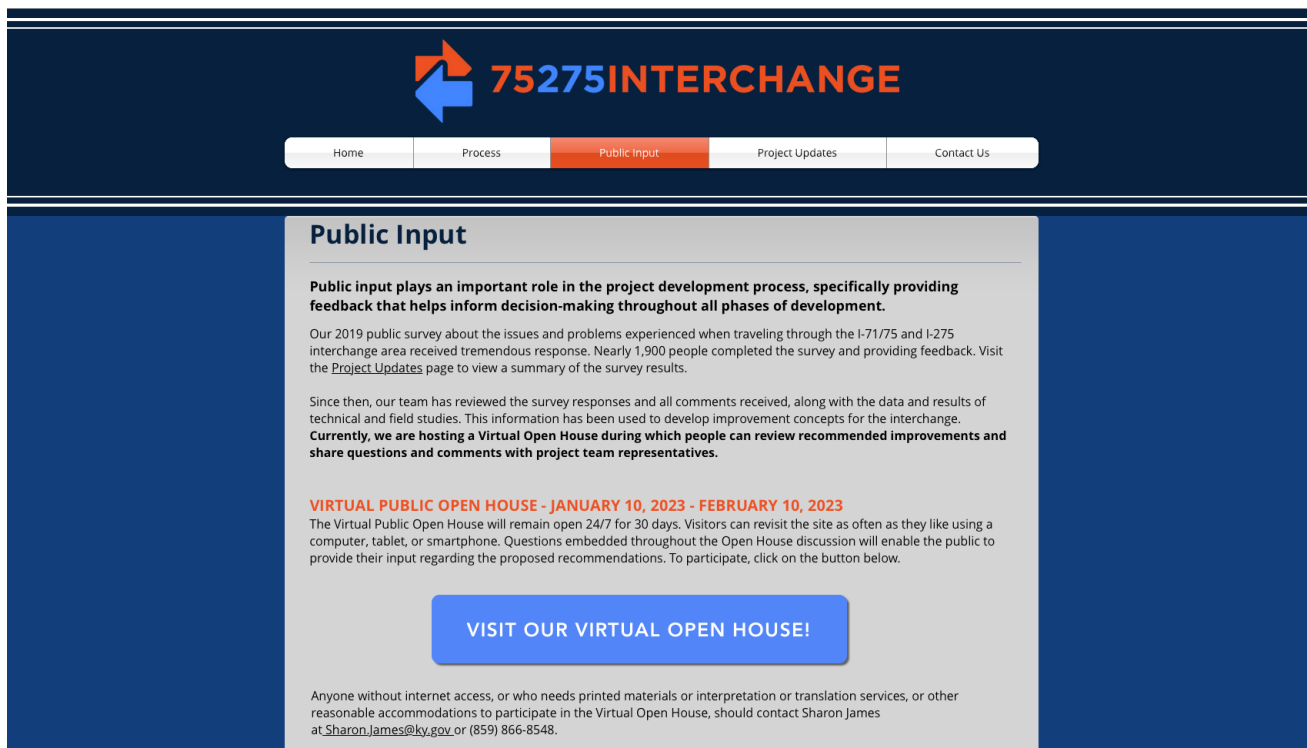 75275INTERCHANGE
Home
Process
Public Input
Project Updates
Contact Us
Public Input
Public input plays an important role in the project development process, specifically providing
feedback that helps inform decision-making throughout all phases of development.
Our 2019 public survey about the issues and problems experienced when traveling through the I-71/75 and I-275
interchange area received tremendous response. Nearly 1,900 people completed the survey and providing feedback. Visit
the Project Updates page to view a summary of the survey results.
Since then, our team has reviewed the survey responses and all comments received, along with the data and results of
technical and field studies. This information has been used to develop improvement concepts for the interchange.
Currently, we are hosting a Virtual Open House during which people can review recommended improvements and
share questions and comments with project team representatives.
VIRTUAL PUBLIC OPEN HOUSE - JANUARY 10, 2023 - FEBRUARY 10, 2023
The Virtual Public Open House will remain open 24/7 for 30 days. Visitors can revisit the site as often as they like using a
computer, tablet, or smartphone. Questions embedded throughout the Open House discussion will enable the public to
provide their input regarding the proposed recommendations. To participate, click on the button below.
VISIT OUR VIRTUAL OPEN HOUSE!
Anyone without internet access, or who needs printed materials or interpretation or translation services, or other
reasonable accommodations to participate in the Virtual Open House, should contact Sharon James
at Sharon.James@ky.gov or (859) 866-8548.